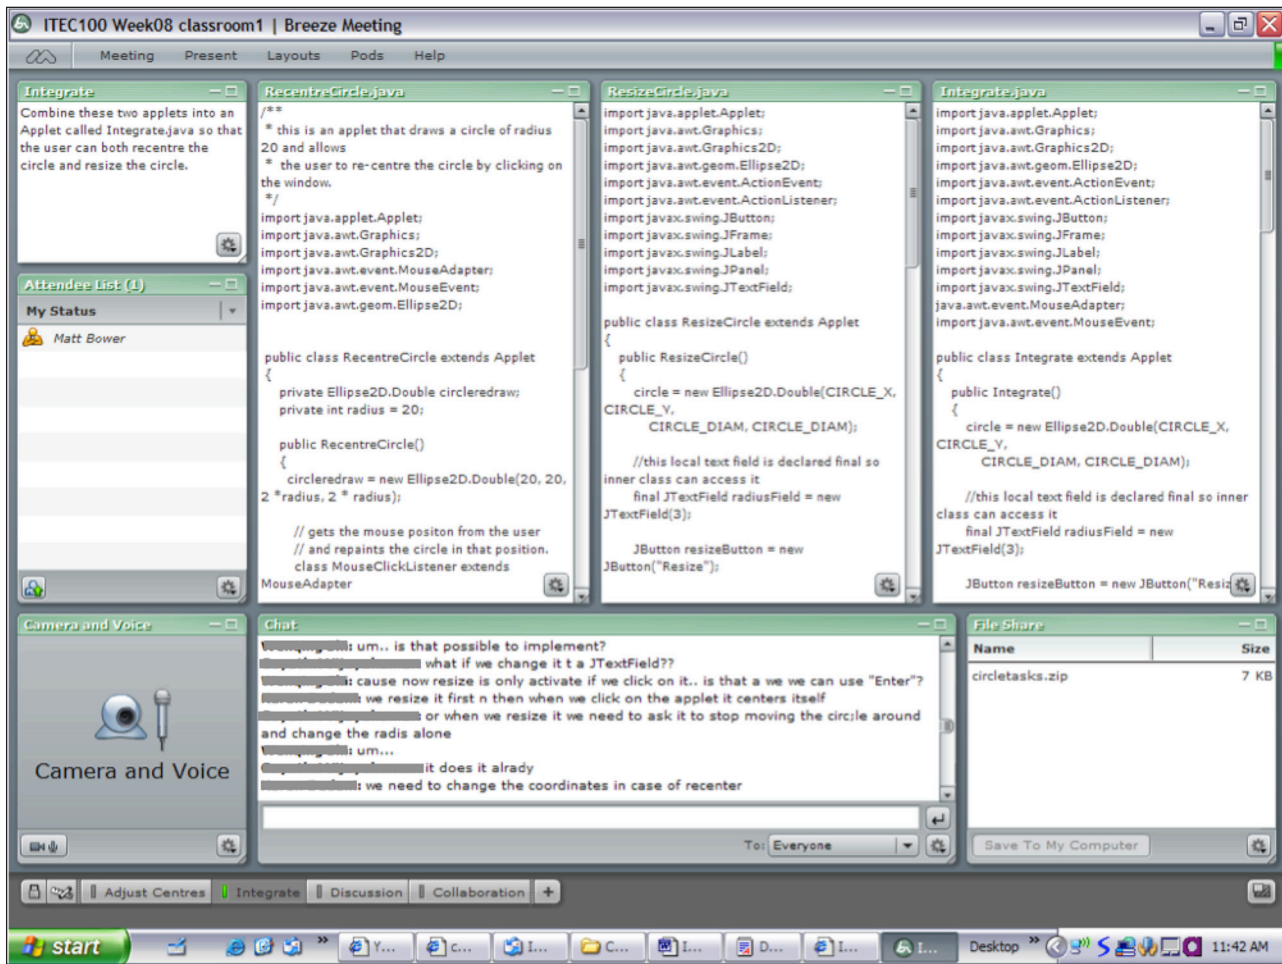 ITEC100 Week08 classroom1 | Breeze Meeting
Meeting Present Layouts Pods Help
Integrate
Combine these two applets into an
Applet called Integrate.java so that
the user can both recentre the
circle and resize the circle.
Attendee List (1)
My Status
Matt Bower
RecentreCircle.java
/**
* this is an applet that draws a circle of radius
20 and allows
* the user to re-centre the circle by clicking on
the window.
*/
import java.applet.Applet;
import java.awt.Graphics;
import java.awt.Graphics2D;
import java.awt.event.MouseAdapter;
import java.awt.event.MouseEvent;
import java.awt.geom.Ellipse2D;
public class RecentreCircle extends Applet
{
private Ellipse2D.Double circleredraw;
private int radius = 20;
public RecentreCircle()
{
circleredraw = new Ellipse2D.Double(20, 20,
2 *radius, 2 * radius);
// gets the mouse positon from the user
// and repaints the circle in that position.
class MouseClickListener extends
MouseAdapter
ResizeCircle.java
import java.applet.Applet;
import java.awt.Graphics;
import java.awt.Graphics2D;
import java.awt.geom.Ellipse2D;
import java.awt.event.ActionEvent;
import java.awt.event.ActionListener;
import javax.swing.JButton;
import javax.swing.JFrame;
import javax.swing.JLabel;
import javax.swing.JPanel;
import javax.swing.JTextField;
public class ResizeCircle extends Applet
{
public ResizeCircle()
{
circle = new Ellipse2D.Double(CIRCLE_X,
CIRCLE_Y,
CIRCLE_DIAM, CIRCLE_DIAM);
//this local text field is declared final so
inner class can access it
final JTextField radiusField = new
JTextField(3);
JButton resizeButton = new
JButton("Resize");
Integrate.java
import java.applet.Applet;
import java.awt.Graphics;
import java.awt.Graphics2D;
import java.awt.geom.Ellipse2D;
import java.awt.event.ActionEvent;
import java.awt.event.ActionListener;
import javax.swing.JButton;
import javax.swing.JFrame;
import javax.swing.JLabel;
import javax.swing.JPanel;
import javax.swing.JTextField;
java.awt.event.MouseAdapter;
import java.awt.event.MouseEvent;
public class Integrate extends Applet
{
public Integrate()
{
circle = new Ellipse2D.Double(CIRCLE_X,
CIRCLE_Y,
CIRCLE_DIAM, CIRCLE_DIAM);
//this local text field is declared final so inner
class can access it
final JTextField radiusField = new
JTextField(3);
JButton resizeButton = new JButton("Resiz
Camera and Voice
Camera and Voice
Chat
: um.. is that possible to implement?
what if we change it t a JTextField??
: cause now resize is only activate if we click on it.. is that a we we can use "Enter"?
: we resize it first n then when we click on the applet it centers itself
: or when we resize it we need to ask it to stop moving the circ;le around
and change the radis alone
: um...
it does it alrady
: we need to change the coordinates in case of recenter
To: Everyone
File Share
Name Size
circletasks.zip 7 KB
Save To My Computer
Adjust Centres Integrate Discussion Collaboration +
start » Y... c... I... C... I... D... I... I... Desktop » 11:42 AM